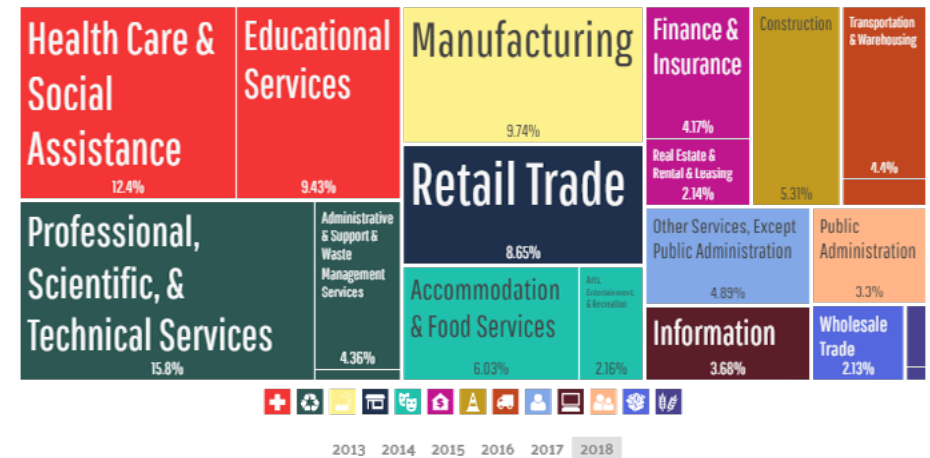 Health Care &
Social
Assistance
12.4%
Educational
Services
9.43%
Professional,
Scientific, &
Technical Services
15.8%
Administrative
& Support &
Waste
Management
Services
4.36%
Manufacturing
9.74%
Retail Trade
8.65%
Accommodation
& Food Services
6.03%
Arts,
Entertainment,
& Recreation
2.16%
Finance &
Insurance
4.17%
Real Estate &
Rental & Leasing
2.14%
Construction
5.31%
Transportation
& Warehousing
4.4%
Other Services, Except
Public Administration
4.89%
Public
Administration
3.3%
Information
3.68%
Wholesale
Trade
2.13%
2013 2014 2015 2016 2017 2018